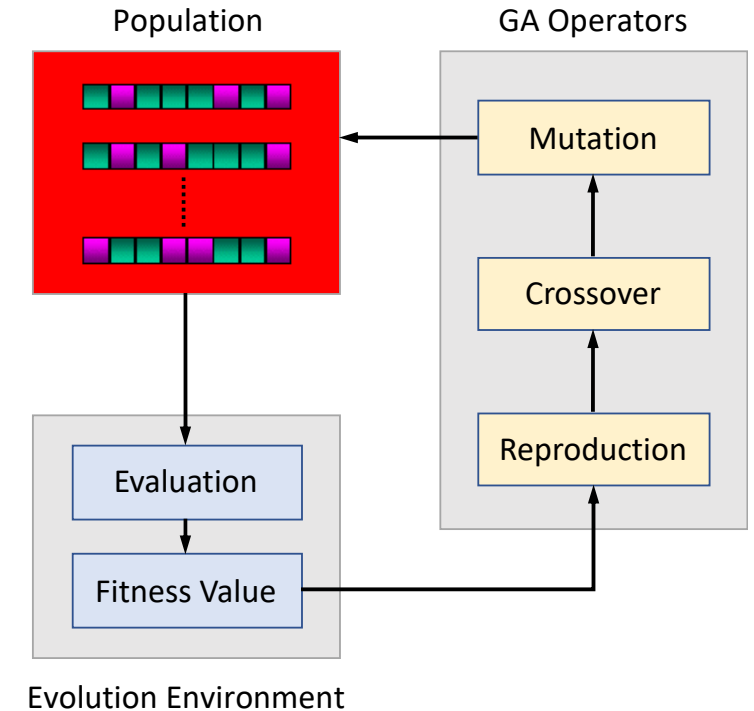 Population
GA Operators
Mutation
Crossover
Reproduction
Evaluation
Fitness Value
Evolution Environment